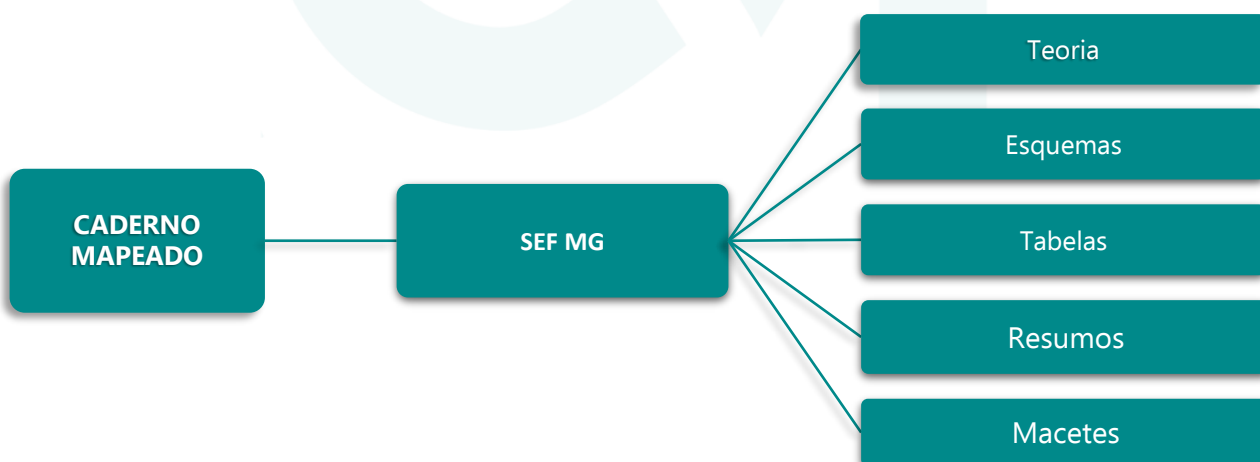 CADERNO
MAPEADO
SEF MG
Teoria
Esquemas
Tabelas
Resumos
Macetes